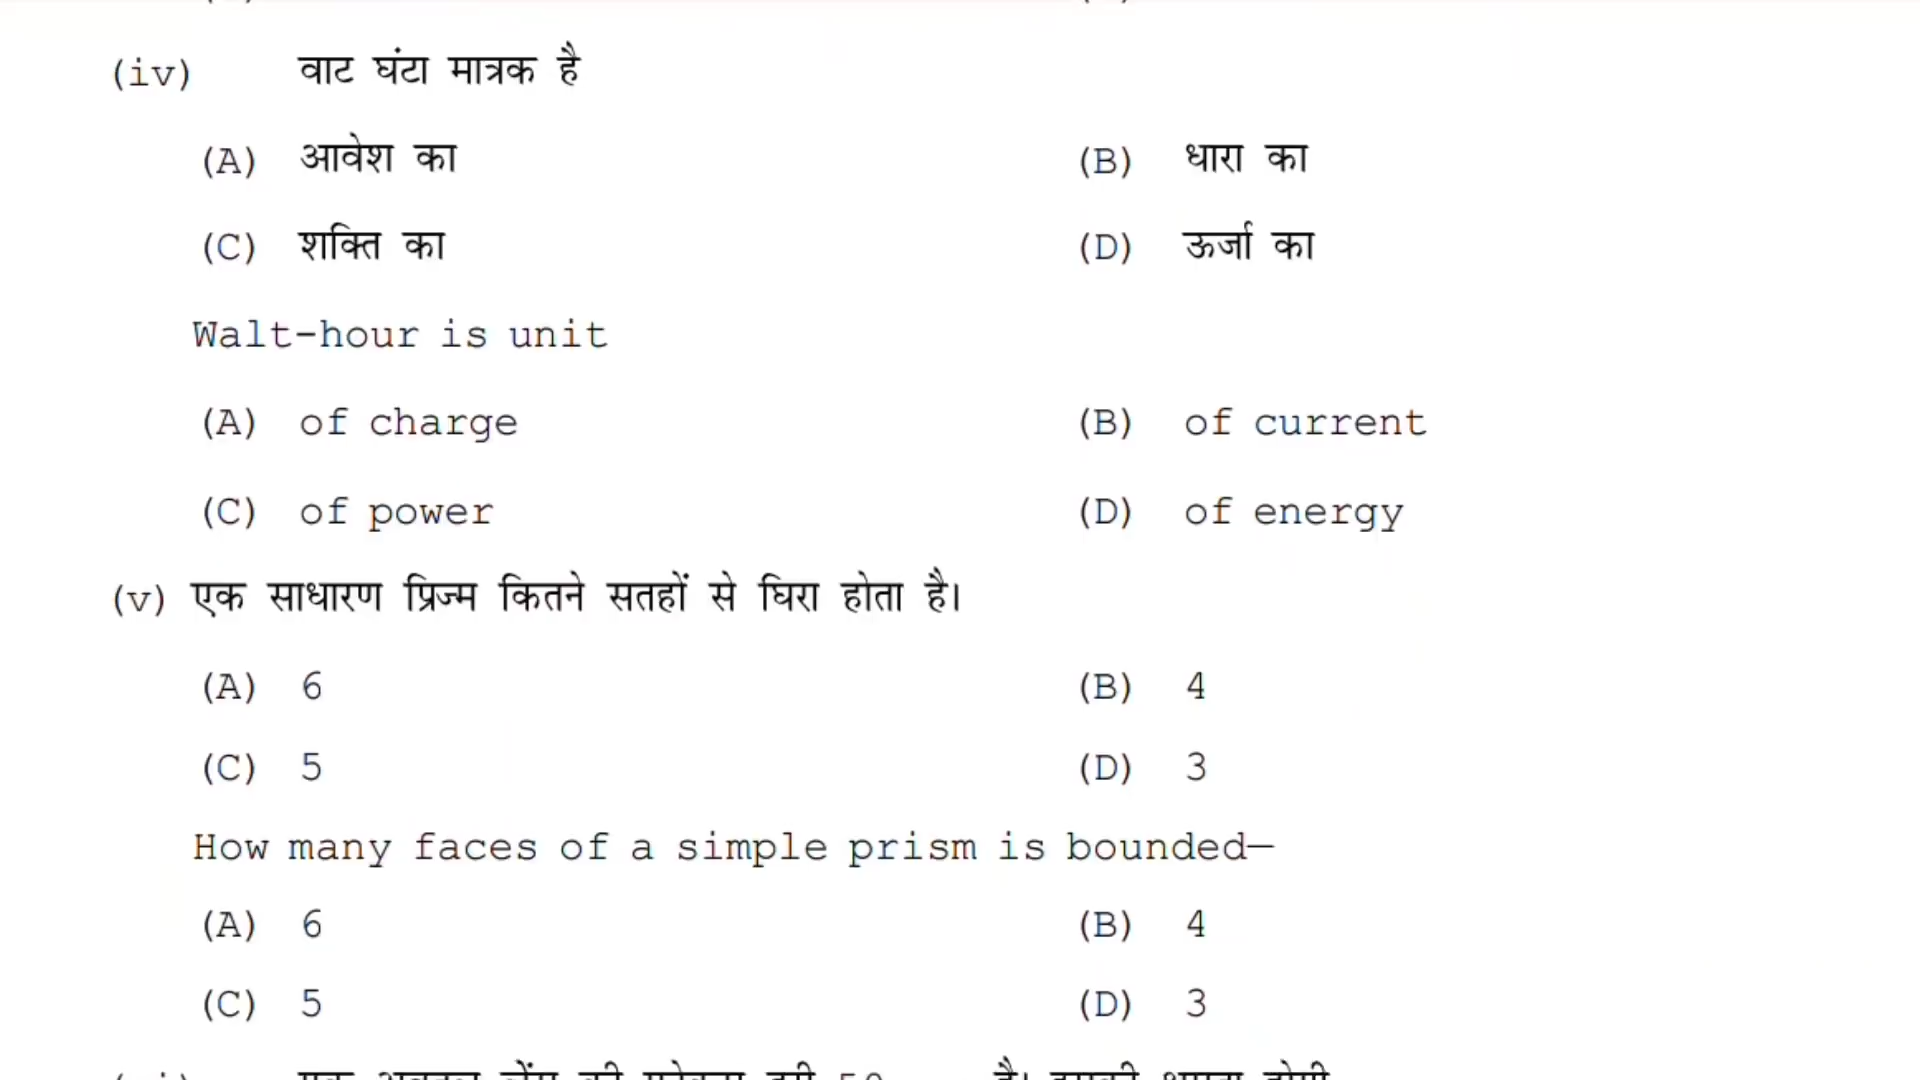 (iv) वाट घंटा मात्रक है
(A) आवेश का (B) धारा का
(C) शक्ति का (D) ऊर्जा का
Walt-hour is unit
(A) of charge (B) of current
(C) of power (D) of energy
(v) एक साधारण प्रिज्म कितने सतहों से घिरा होता है।
(A) 6 (B) 4
(C) 5 (D) 3
How many faces of a simple prism is bounded—
(A) 6 (B) 4
(C) 5 (D) 3